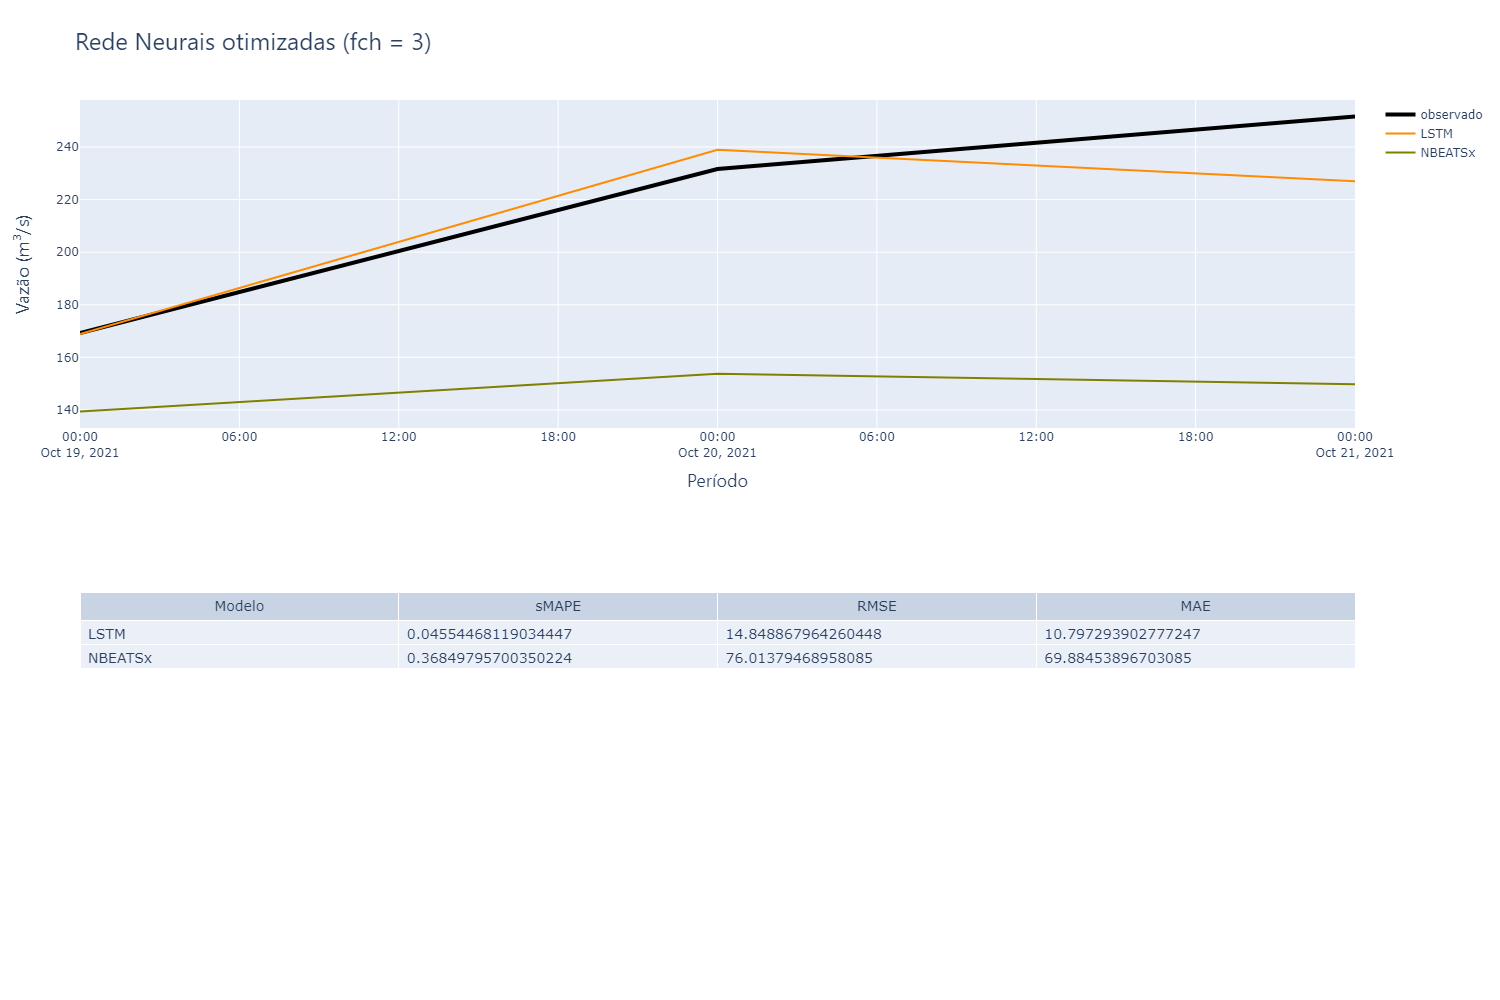 Rede Neurais otimizadas (fch = 3)
observado
LSTM
NBEATSx
Vazão (m³/s)
240
220
200
180
160
140
00:00 06:00 12:00 18:00 00:00 06:00 12:00 18:00 00:00
Oct 19, 2021 Oct 20, 2021 Oct 21, 2021
Período
Modelo sMAPE RMSE MAE
LSTM 0.04554468119034447 14.848867964260448 10.797293902777247
NBEATSx 0.36849795700350224 76.01379468958085 69.88453896703085